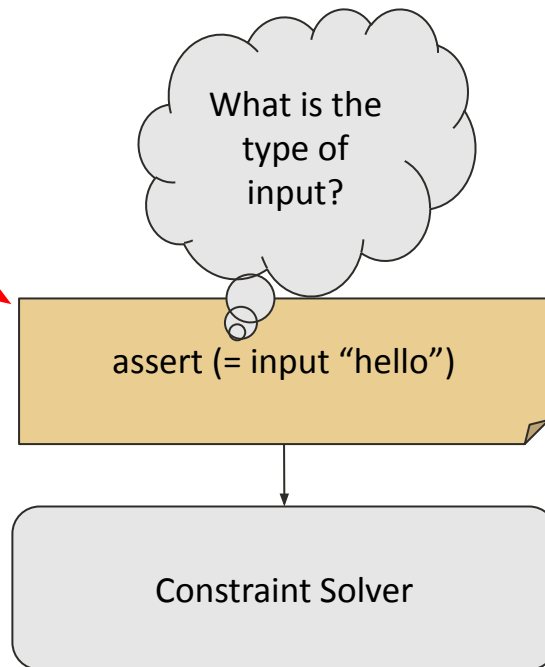 What is the
type of
input?
assert (= input “hello”)
Constraint Solver